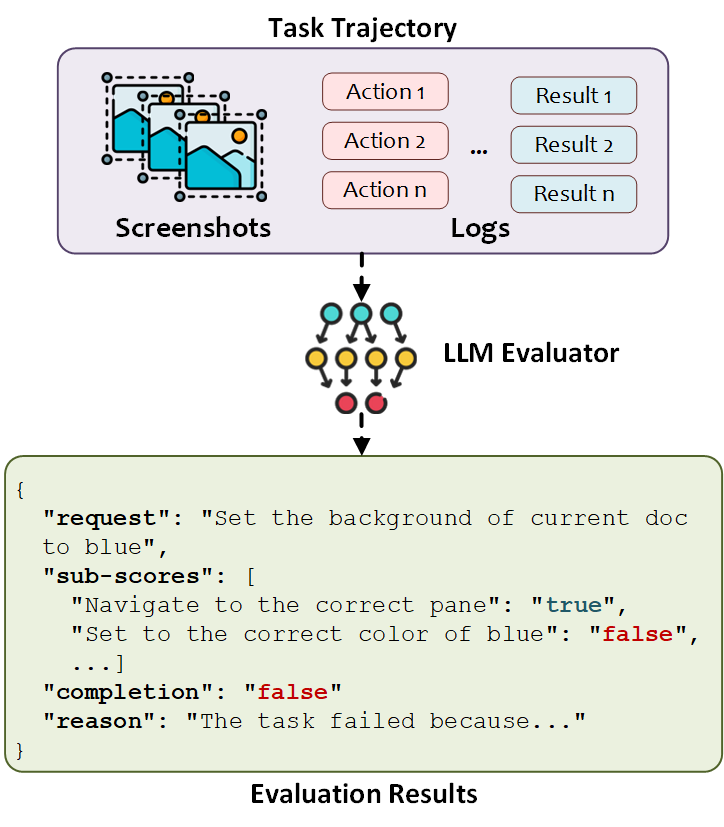 Task Trajectory
Action 1
Result 1
Action 2
...
Result 2
Action n
Result n
Screenshots
Logs
LLM Evaluator
{
"request": "Set the background of current doc
to blue",
"sub-scores": [
"Navigate to the correct pane": "true",
"Set to the correct color of blue": "false",
...]
"completion": "false"
"reason": "The task failed because..."
}
Evaluation Results